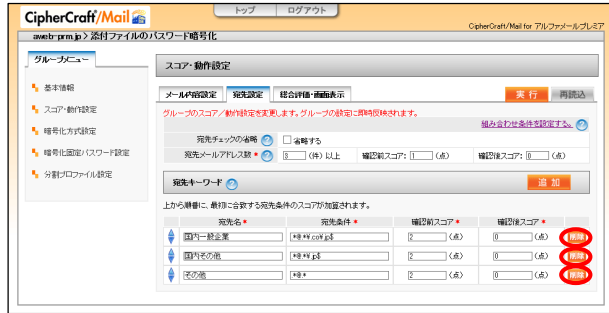 CipherCraft/Mail
トップ ログアウト
CipherCraft/Mail for アルファメールプレミア
aweb-prm.jp > 添付ファイルのパスワード暗号化
グループメニュー
基本情報
スコア・動作設定
暗号化方式設定
暗号化固定パスワード設定
分割プロファイル設定
スコア・動作設定
メール内容設定 宛先設定 総合評価・画面表示 実行 再読込
グループのスコア／動作設定を変更します。グループの設定に即時反映されます。
組み合わせ条件を設定する。
宛先チェックの省略 ? 省略する
宛先メールアドレス数 * ? 3 (件) 以上 確認前スコア: 1 (点) 確認後スコア: 0 (点)
宛先キーワード ? 追加
上から順番に、最初に合致する宛先条件のスコアが加算されます。
宛先名 * 宛先条件 * 確認前スコア * 確認後スコア *
国内一般企業 *@.*¥.co¥.jp$ 2 (点) 0 (点) 削除
国内その他 *@.*¥.jp$ 2 (点) 0 (点) 削除
その他 *@.* 2 (点) 0 (点) 削除